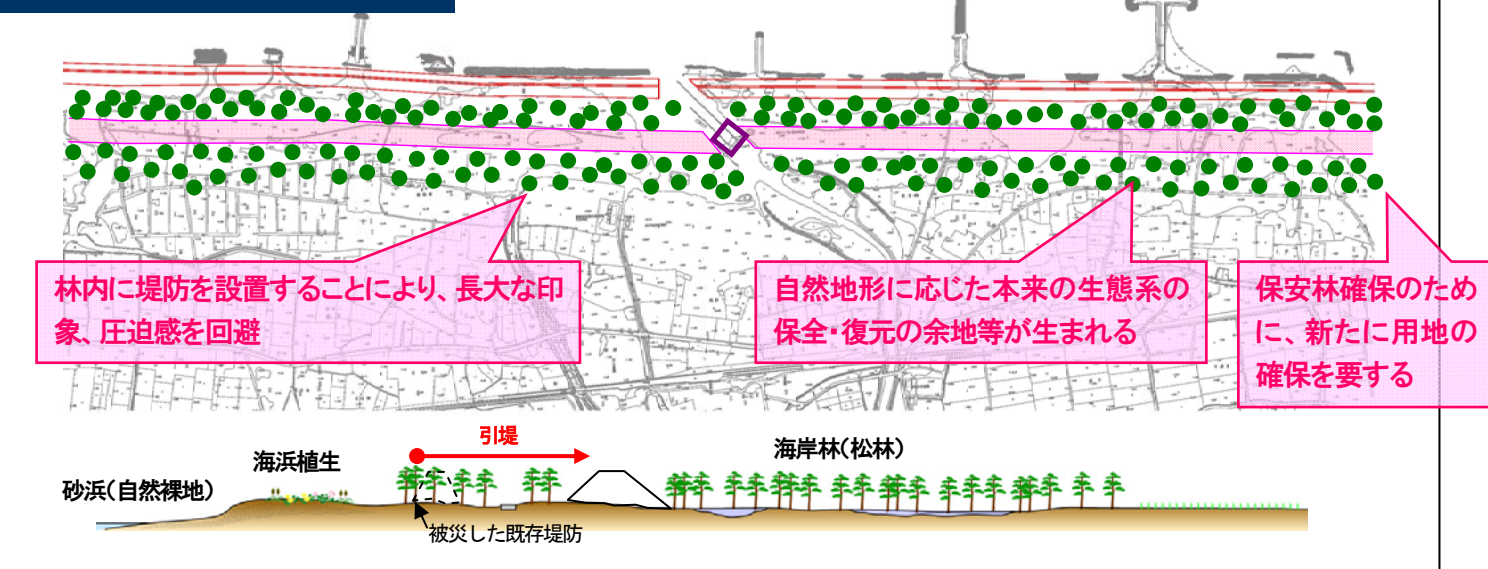 林内に堤防を設置することにより、長大な印
象、圧迫感を回避
自然地形に応じた本来の生態系の
保全・復元の余地等が生まれる
保安林確保のため
に、新たに用地の
確保を要する
引堤
海岸林(松林)
海浜植生
砂浜(自然裸地)
被災した既存堤防